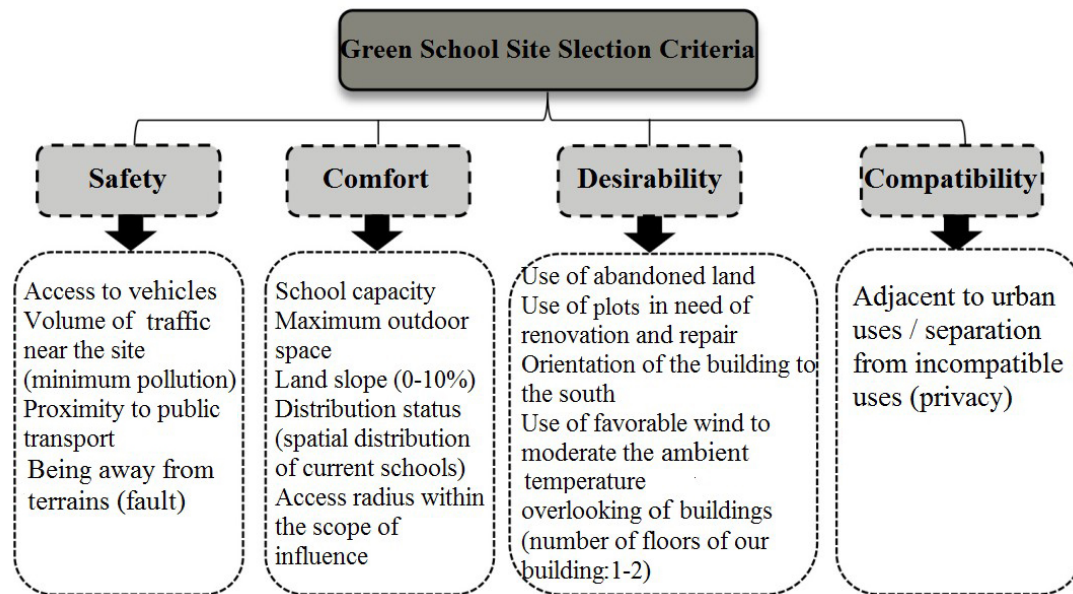 Green School Site Slection Criteria
Safety
Access to vehicles
Volume of traffic
near the site
(minimum pollution)
Proximity to public
transport
Being away from
terrains (fault)
Comfort
School capacity
Maximum outdoor
space
Land slope (0-10%)
Distribution status
(spatial distribution
of current schools)
Access radius within
the scope of
influence
Desirability
Use of abandoned land
Use of plots in need of
renovation and repair
Orientation of the building to
the south
Use of favorable wind to
moderate the ambient
temperature
overlooking of buildings
(number of floors of our
building:1-2)
Compatibility
Adjacent to urban
uses / separation
from incompatible
uses (privacy)